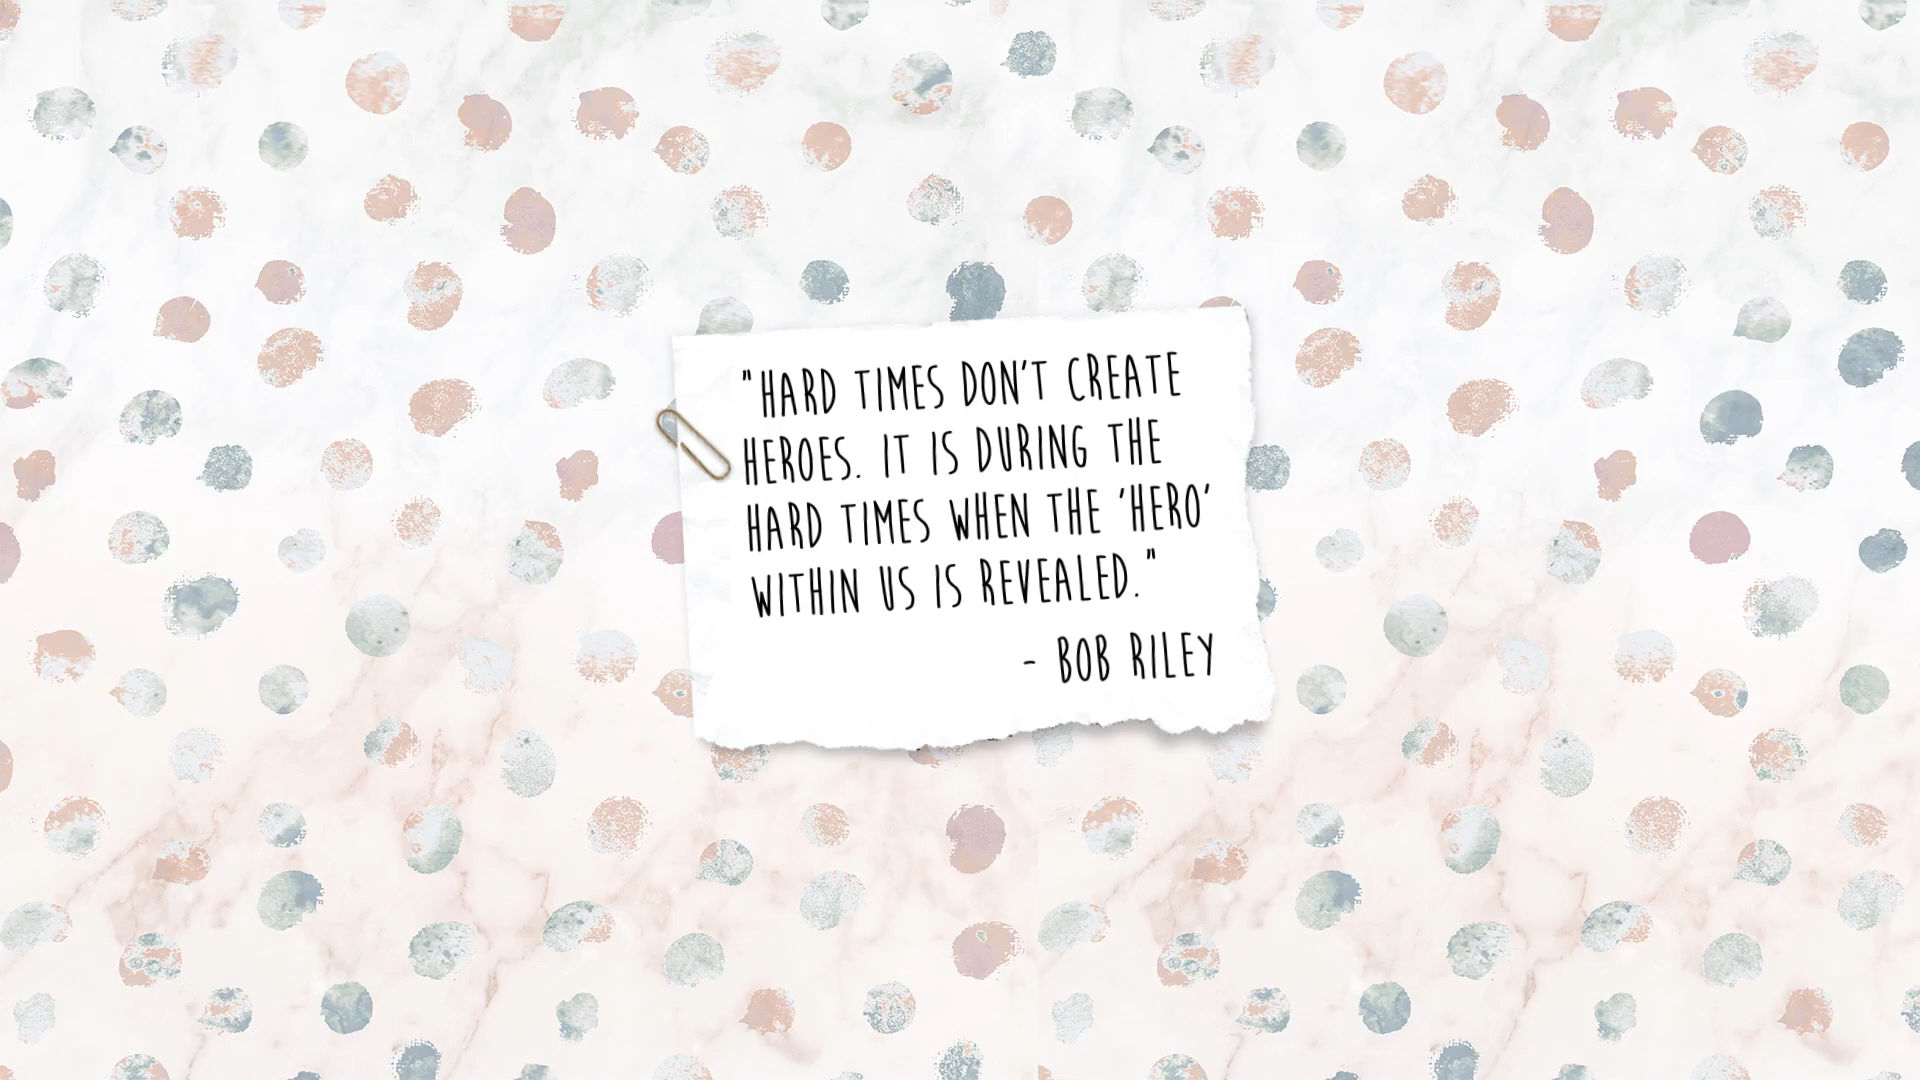 "HARD TIMES DON'T CREATE
HEROES. IT IS DURING THE
HARD TIMES WHEN THE 'HERO'
WITHIN US IS REVEALED."
- BOB RILEY